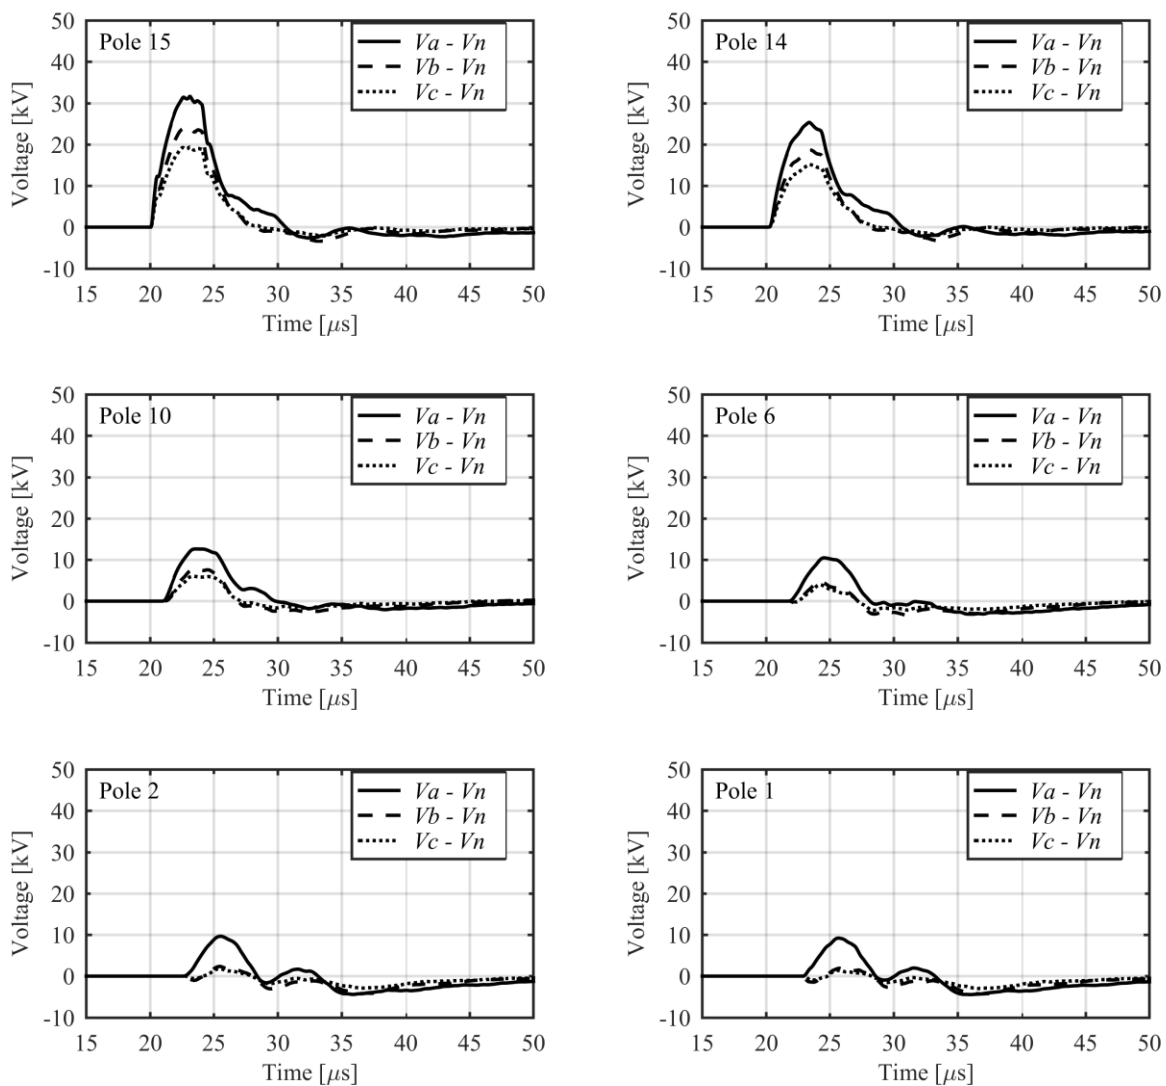 Pole 15
Va - Vn
Vb - Vn
Vc - Vn
50
40
30
20
10
0
-10
Voltage [kV]
15 20 25 30 35 40 45 50
Time [μs]
Pole 14
Va - Vn
Vb - Vn
Vc - Vn
50
40
30
20
10
0
-10
Voltage [kV]
15 20 25 30 35 40 45 50
Time [μs]
Pole 10
Va - Vn
Vb - Vn
Vc - Vn
50
40
30
20
10
0
-10
Voltage [kV]
15 20 25 30 35 40 45 50
Time [μs]
Pole 6
Va - Vn
Vb - Vn
Vc - Vn
50
40
30
20
10
0
-10
Voltage [kV]
15 20 25 30 35 40 45 50
Time [μs]
Pole 2
Va - Vn
Vb - Vn
Vc - Vn
50
40
30
20
10
0
-10
Voltage [kV]
15 20 25 30 35 40 45 50
Time [μs]
Pole 1
Va - Vn
Vb - Vn
Vc - Vn
50
40
30
20
10
0
-10
Voltage [kV]
15 20 25 30 35 40 45 50
Time [μs]